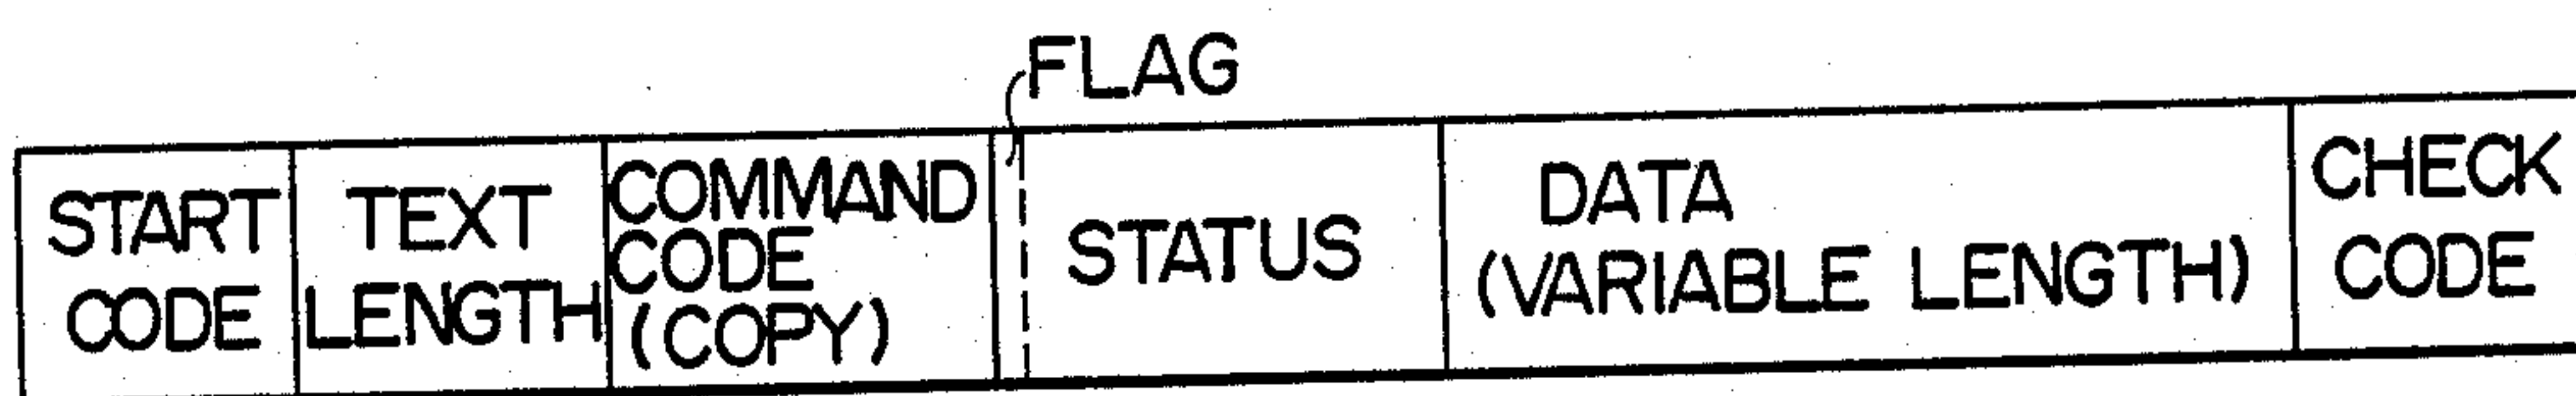 FLAG
START
CODE
TEXT
LENGTH
COMMAND
CODE
(COPY)
STATUS
DATA
(VARIABLE LENGTH)
CHECK
CODE